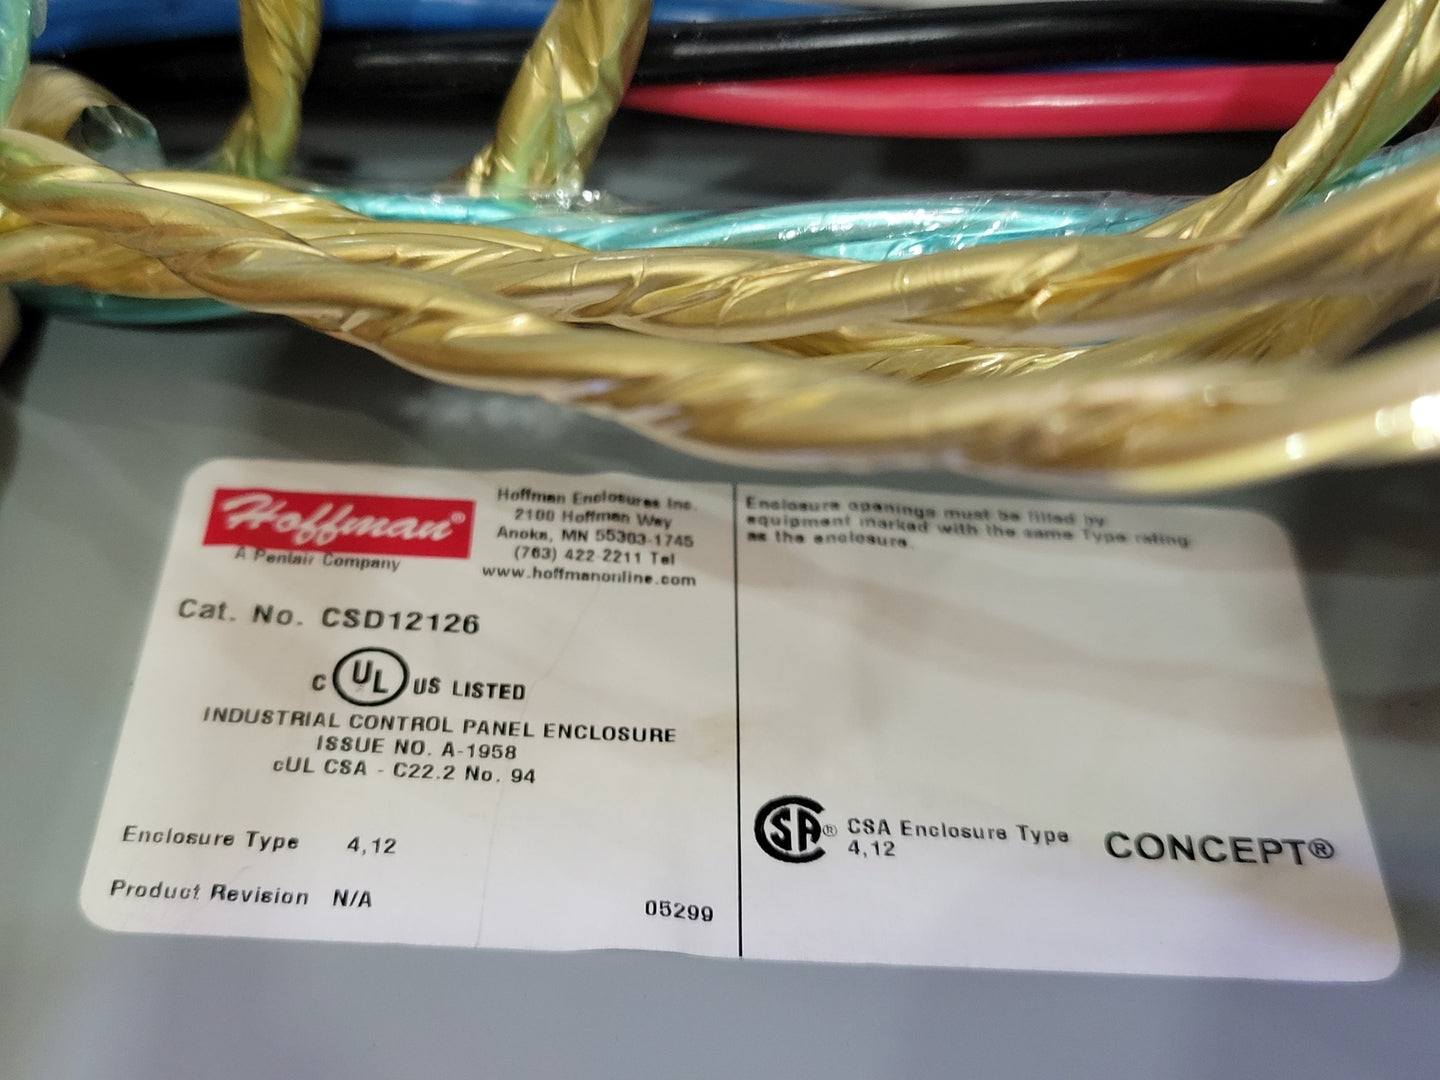 Hoffman®
A Pentair Company
Hoffman Enclosures Inc.
2100 Hoffman Way
Anoka, MN 55303-1745
(763) 422-2211 Tel
www.hoffmanonline.com
Cat. No. CSD12126
C UL US LISTED
INDUSTRIAL CONTROL PANEL ENCLOSURE
ISSUE NO. A-1958
cUL CSA - C22.2 No. 94
Enclosure Type 4,12
Product Revision N/A
05299
Enclosure openings must be filled by
equipment marked with the same Type rating
as the enclosure.
SA® CSA Enclosure Type
4,12
CONCEPT®